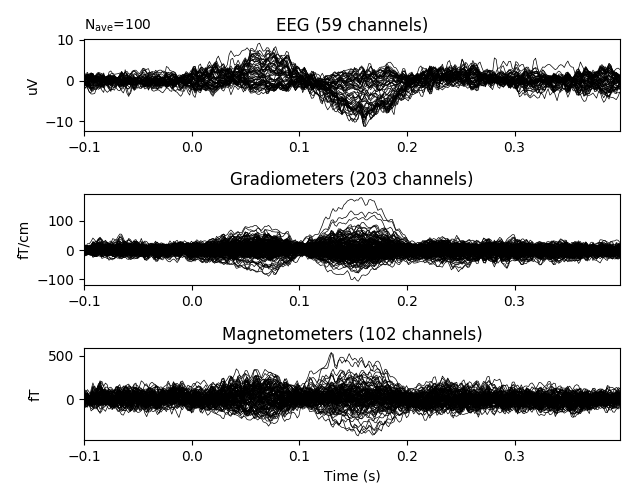 N_ave=100
EEG (59 channels)
uV
10
0
−10
−0.1 0.0 0.1 0.2 0.3
Gradiometers (203 channels)
fT/cm
100
0
−100
−0.1 0.0 0.1 0.2 0.3
Magnetometers (102 channels)
fT
500
0
−0.1 0.0 0.1 0.2 0.3
Time (s)